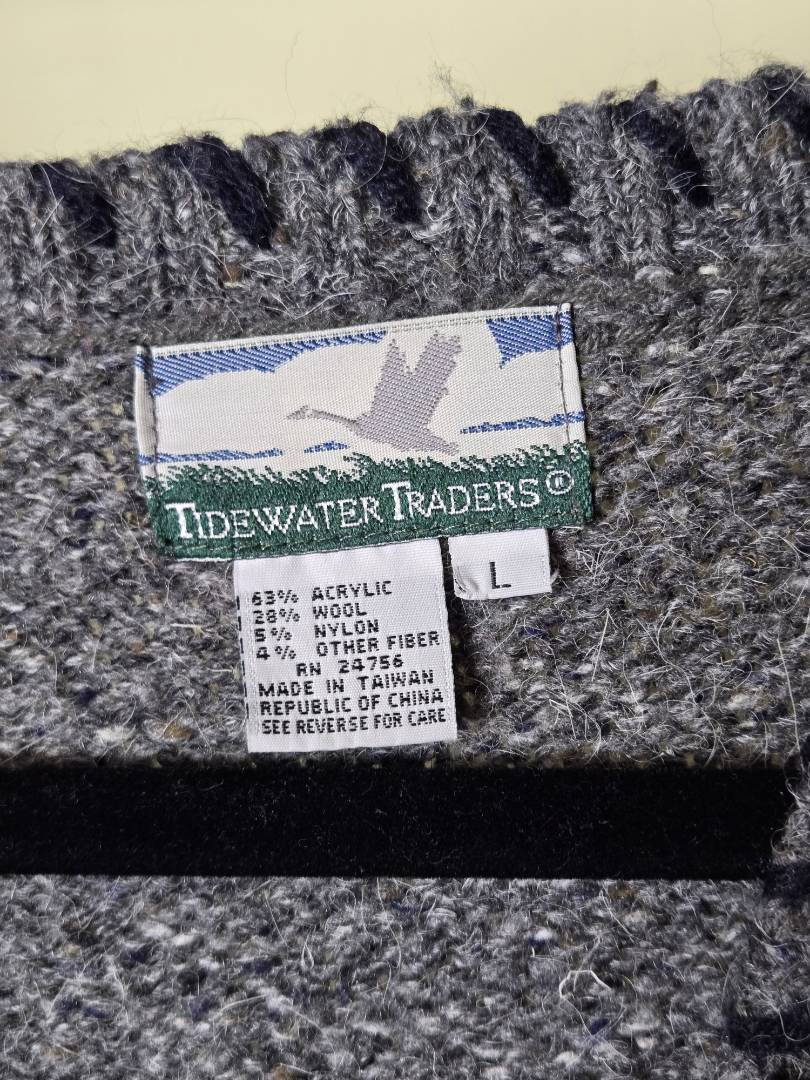 TIDEWATER TRADERS
L
63% ACRYLIC
28% WOOL
5% NYLON
4% OTHER FIBER
RN 24756
MADE IN TAIWAN
REPUBLIC OF CHINA
SEE REVERSE FOR CARE